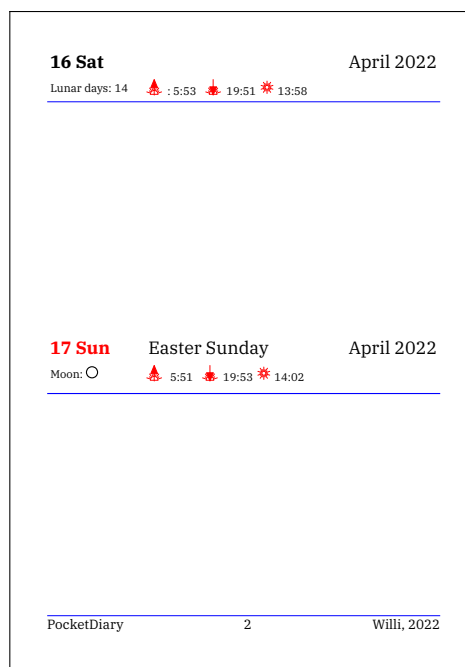 16 Sat April 2022
Lunar days: 14 : 5:53 19:51 13:58
17 Sun Easter Sunday April 2022
Moon: 5:51 19:53 14:02
PocketDiary 2 Willi, 2022